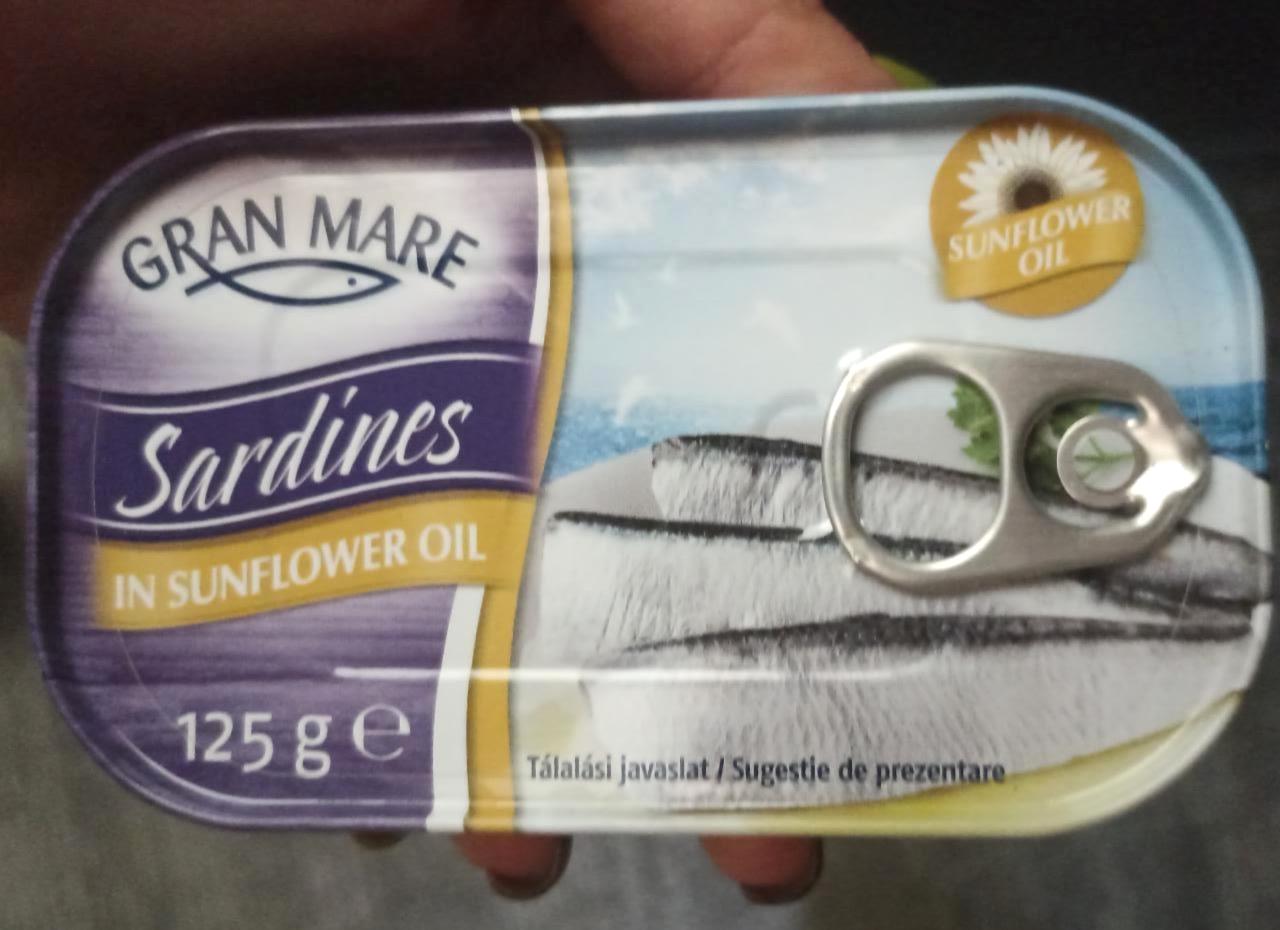 GRAN MARE
Sardines
IN SUNFLOWER OIL
125 g ℮
SUNFLOWER
OIL
Tálalási javaslat / Sugestie de prezentare